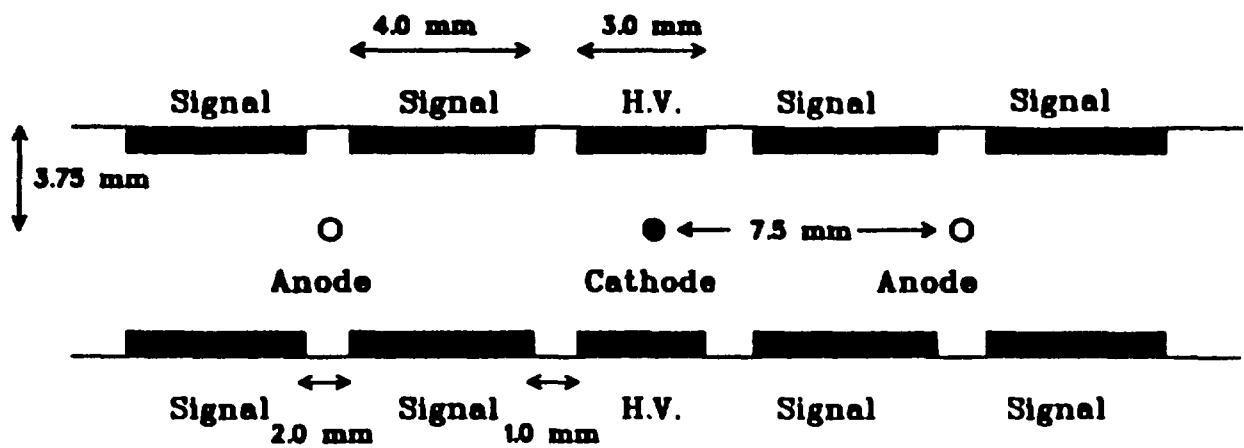 4.0 mm 3.0 mm
Signal Signal H.V. Signal Signal
3.75 mm
7.5 mm
Anode Cathode Anode
Signal Signal H.V. Signal Signal
2.0 mm 1.0 mm